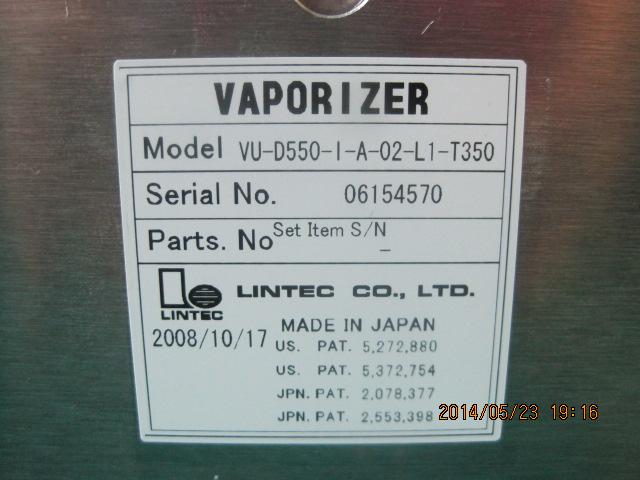 VAPORIZER
Model VU-D550-I-A-02-L1-T350
Serial No. 06154570
Parts. No Set Item S/N _
LINTEC
LINTEC CO., LTD.
2008/10/17
MADE IN JAPAN
US. PAT. 5,272,880
US. PAT. 5,372,754
JPN. PAT. 2,078,377
JPN. PAT. 2,553,398
2014/05/23 19:16